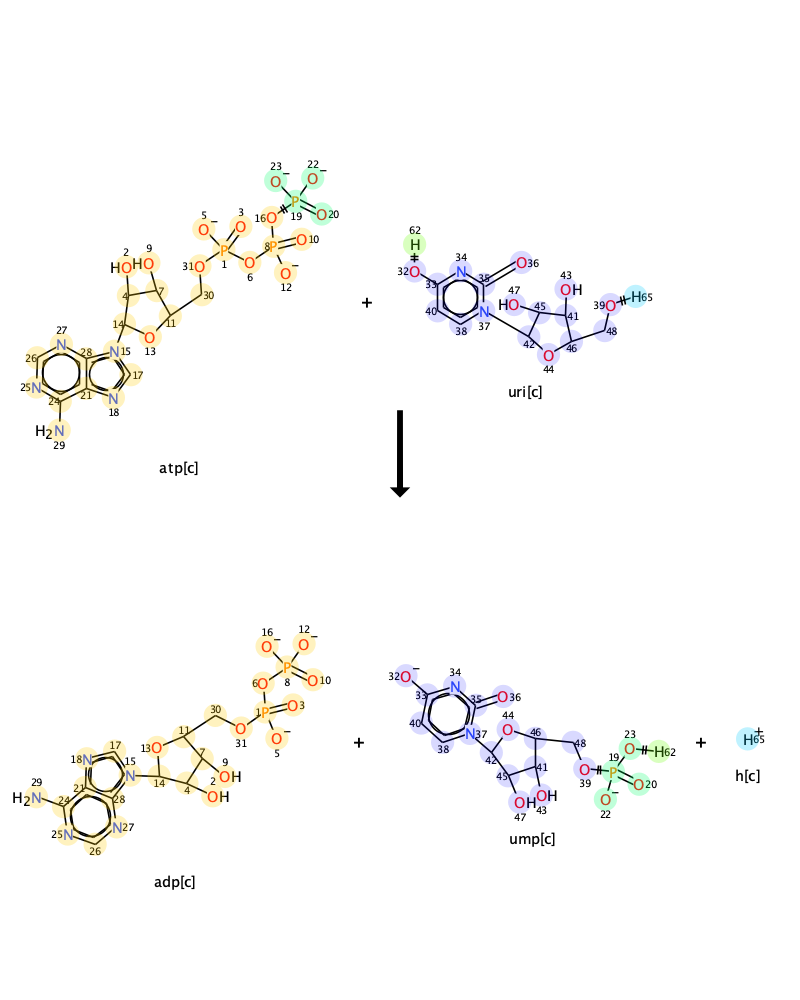 23 22
O⁻ O⁻
5 3 P
O⁻ O 16 O 19 O 20
2 9 P 8 P O 10
HO HO 31 O 1 O 6 O⁻ 12
4 7 30
14 11
27 O 13
26 N 28 N 15
25 N 17
24 21 N 18
H₂N
29
atp[c]
+
62
H
32 O 34 O 36
33 N 35 43
47 OH
40 N HO 45 39 O H 65
38 37 41 48
42 46
O
44
uri[c]
16 12
O⁻ O⁻
P
30 6 O 8 O 10
1 P O 3
11 O O⁻
13 O 31 5
17 7
18 N 15 9
29 21 N 14 4 2 OH
H₂N 24 28 OH
25 N N 27
26
adp[c]
+
32 O⁻ 34
33 N 35 O 36
40 44
N 37 O 46 48 23
38 42 O 19 O H 62
45 41 39 P O 20
OH OH O⁻
47 43 22
ump[c]
+
H⁺
65
h[c]